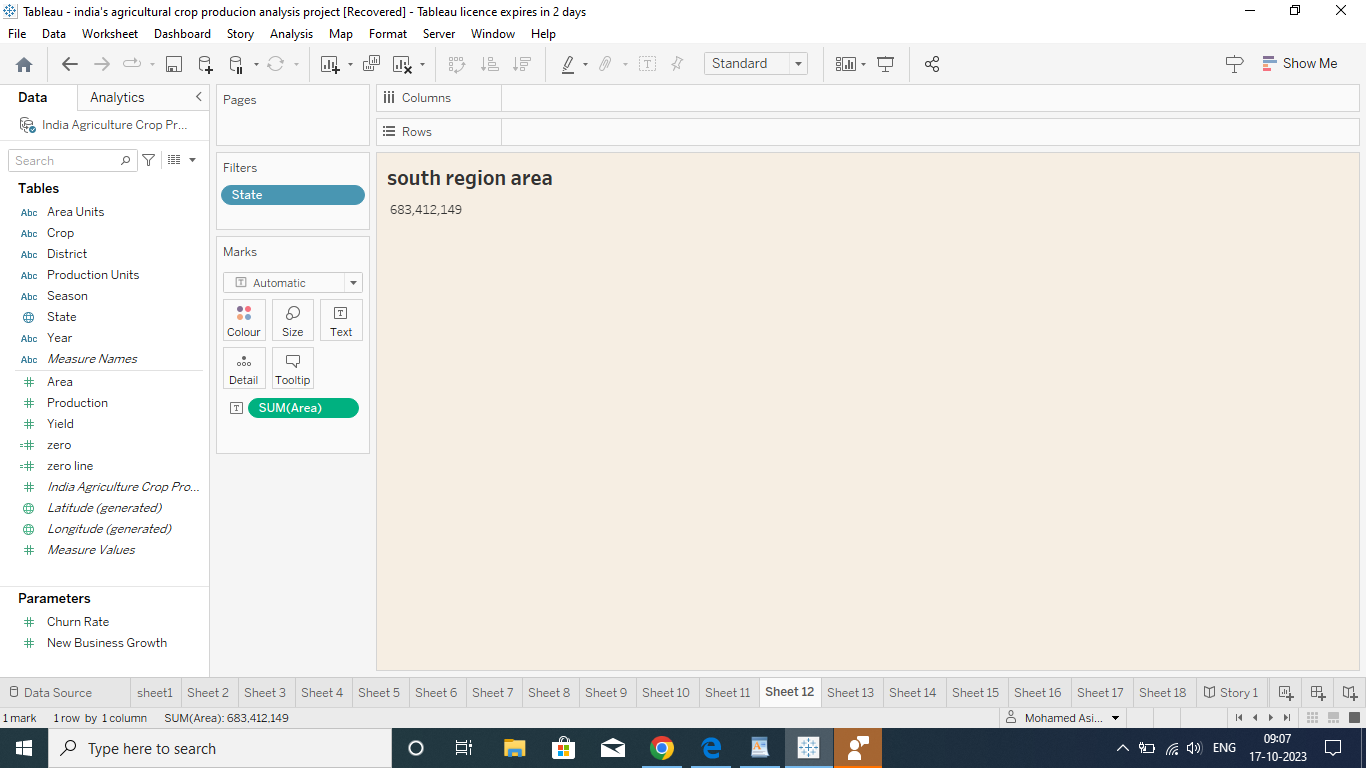 Tableau - india's agricultural crop producion analysis project [Recovered] - Tableau licence expires in 2 days
File Data Worksheet Dashboard Story Analysis Map Format Server Window Help
Standard
Show Me
Data Analytics
India Agriculture Crop Pr...
Search
Tables
Abc Area Units
Abc Crop
Abc District
Abc Production Units
Abc Season
State
Abc Year
Abc Measure Names
Area
Production
Yield
zero
zero line
India Agriculture Crop Pro...
Latitude (generated)
Longitude (generated)
Measure Values
Parameters
Churn Rate
New Business Growth
Pages
Filters
State
Marks
Automatic
Colour Size Text
Detail Tooltip
SUM(Area)
Columns
Rows
south region area
683,412,149
Data Source sheet1 Sheet 2 Sheet 3 Sheet 4 Sheet 5 Sheet 6 Sheet 7 Sheet 8 Sheet 9 Sheet 10 Sheet 11 Sheet 12 Sheet 13 Sheet 14 Sheet 15 Sheet 16 Sheet 17 Sheet 18 Story 1
1 mark 1 row by 1 column SUM(Area): 683,412,149 Mohamed Asi...
Type here to search
ENG
09:07
17-10-2023